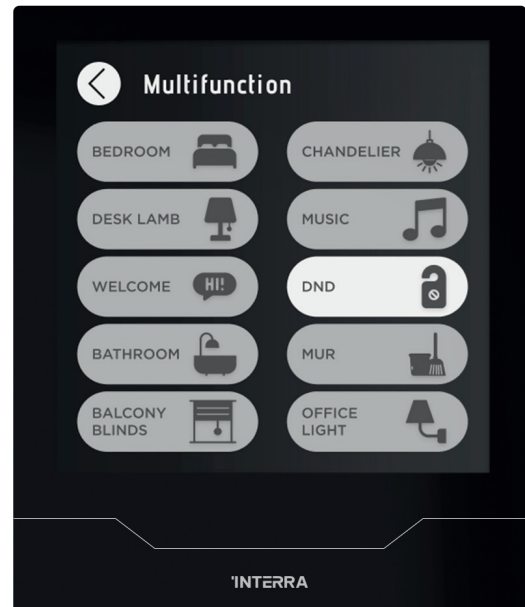 Multifunction
BEDROOM
CHANDELIER
DESK LAMB
MUSIC
WELCOME
HI!
DND
BATHROOM
MUR
BALCONY
BLINDS
OFFICE
LIGHT
INTERRA